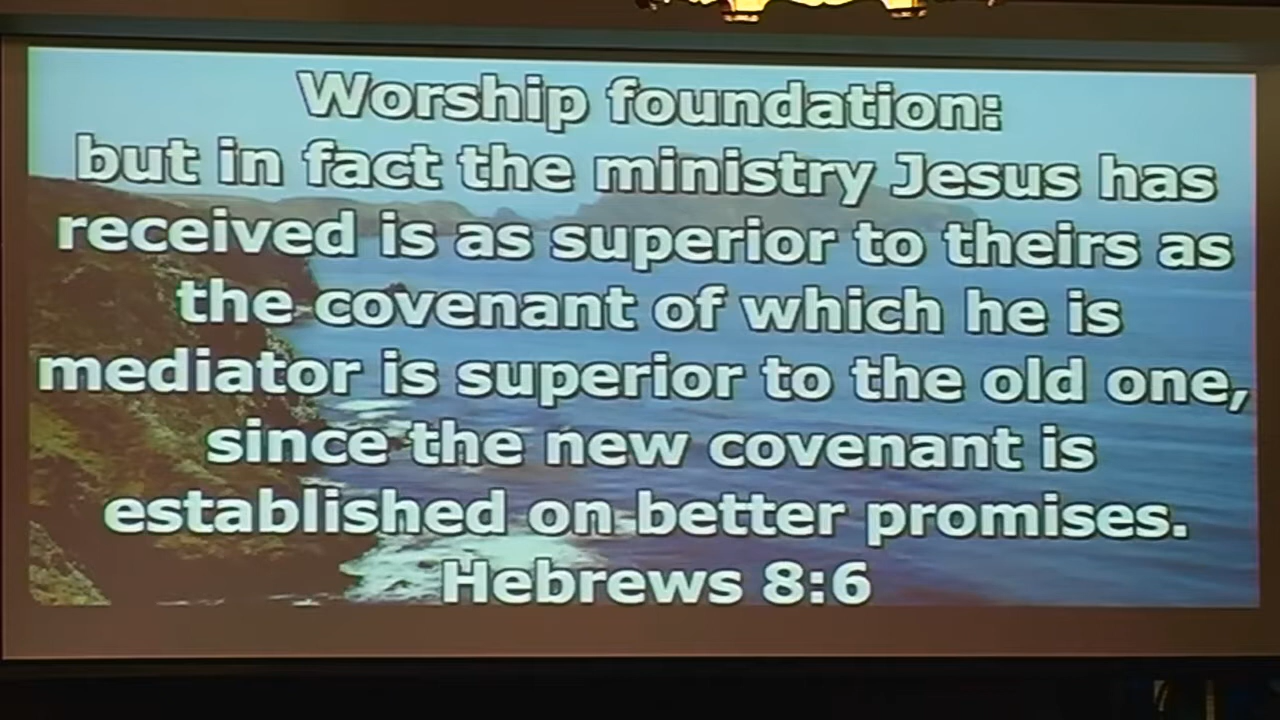 Worship foundation:
but in fact the ministry Jesus has
received is as superior to theirs as
the covenant of which he is
mediator is superior to the old one,
since the new covenant is
established on better promises.
Hebrews 8:6